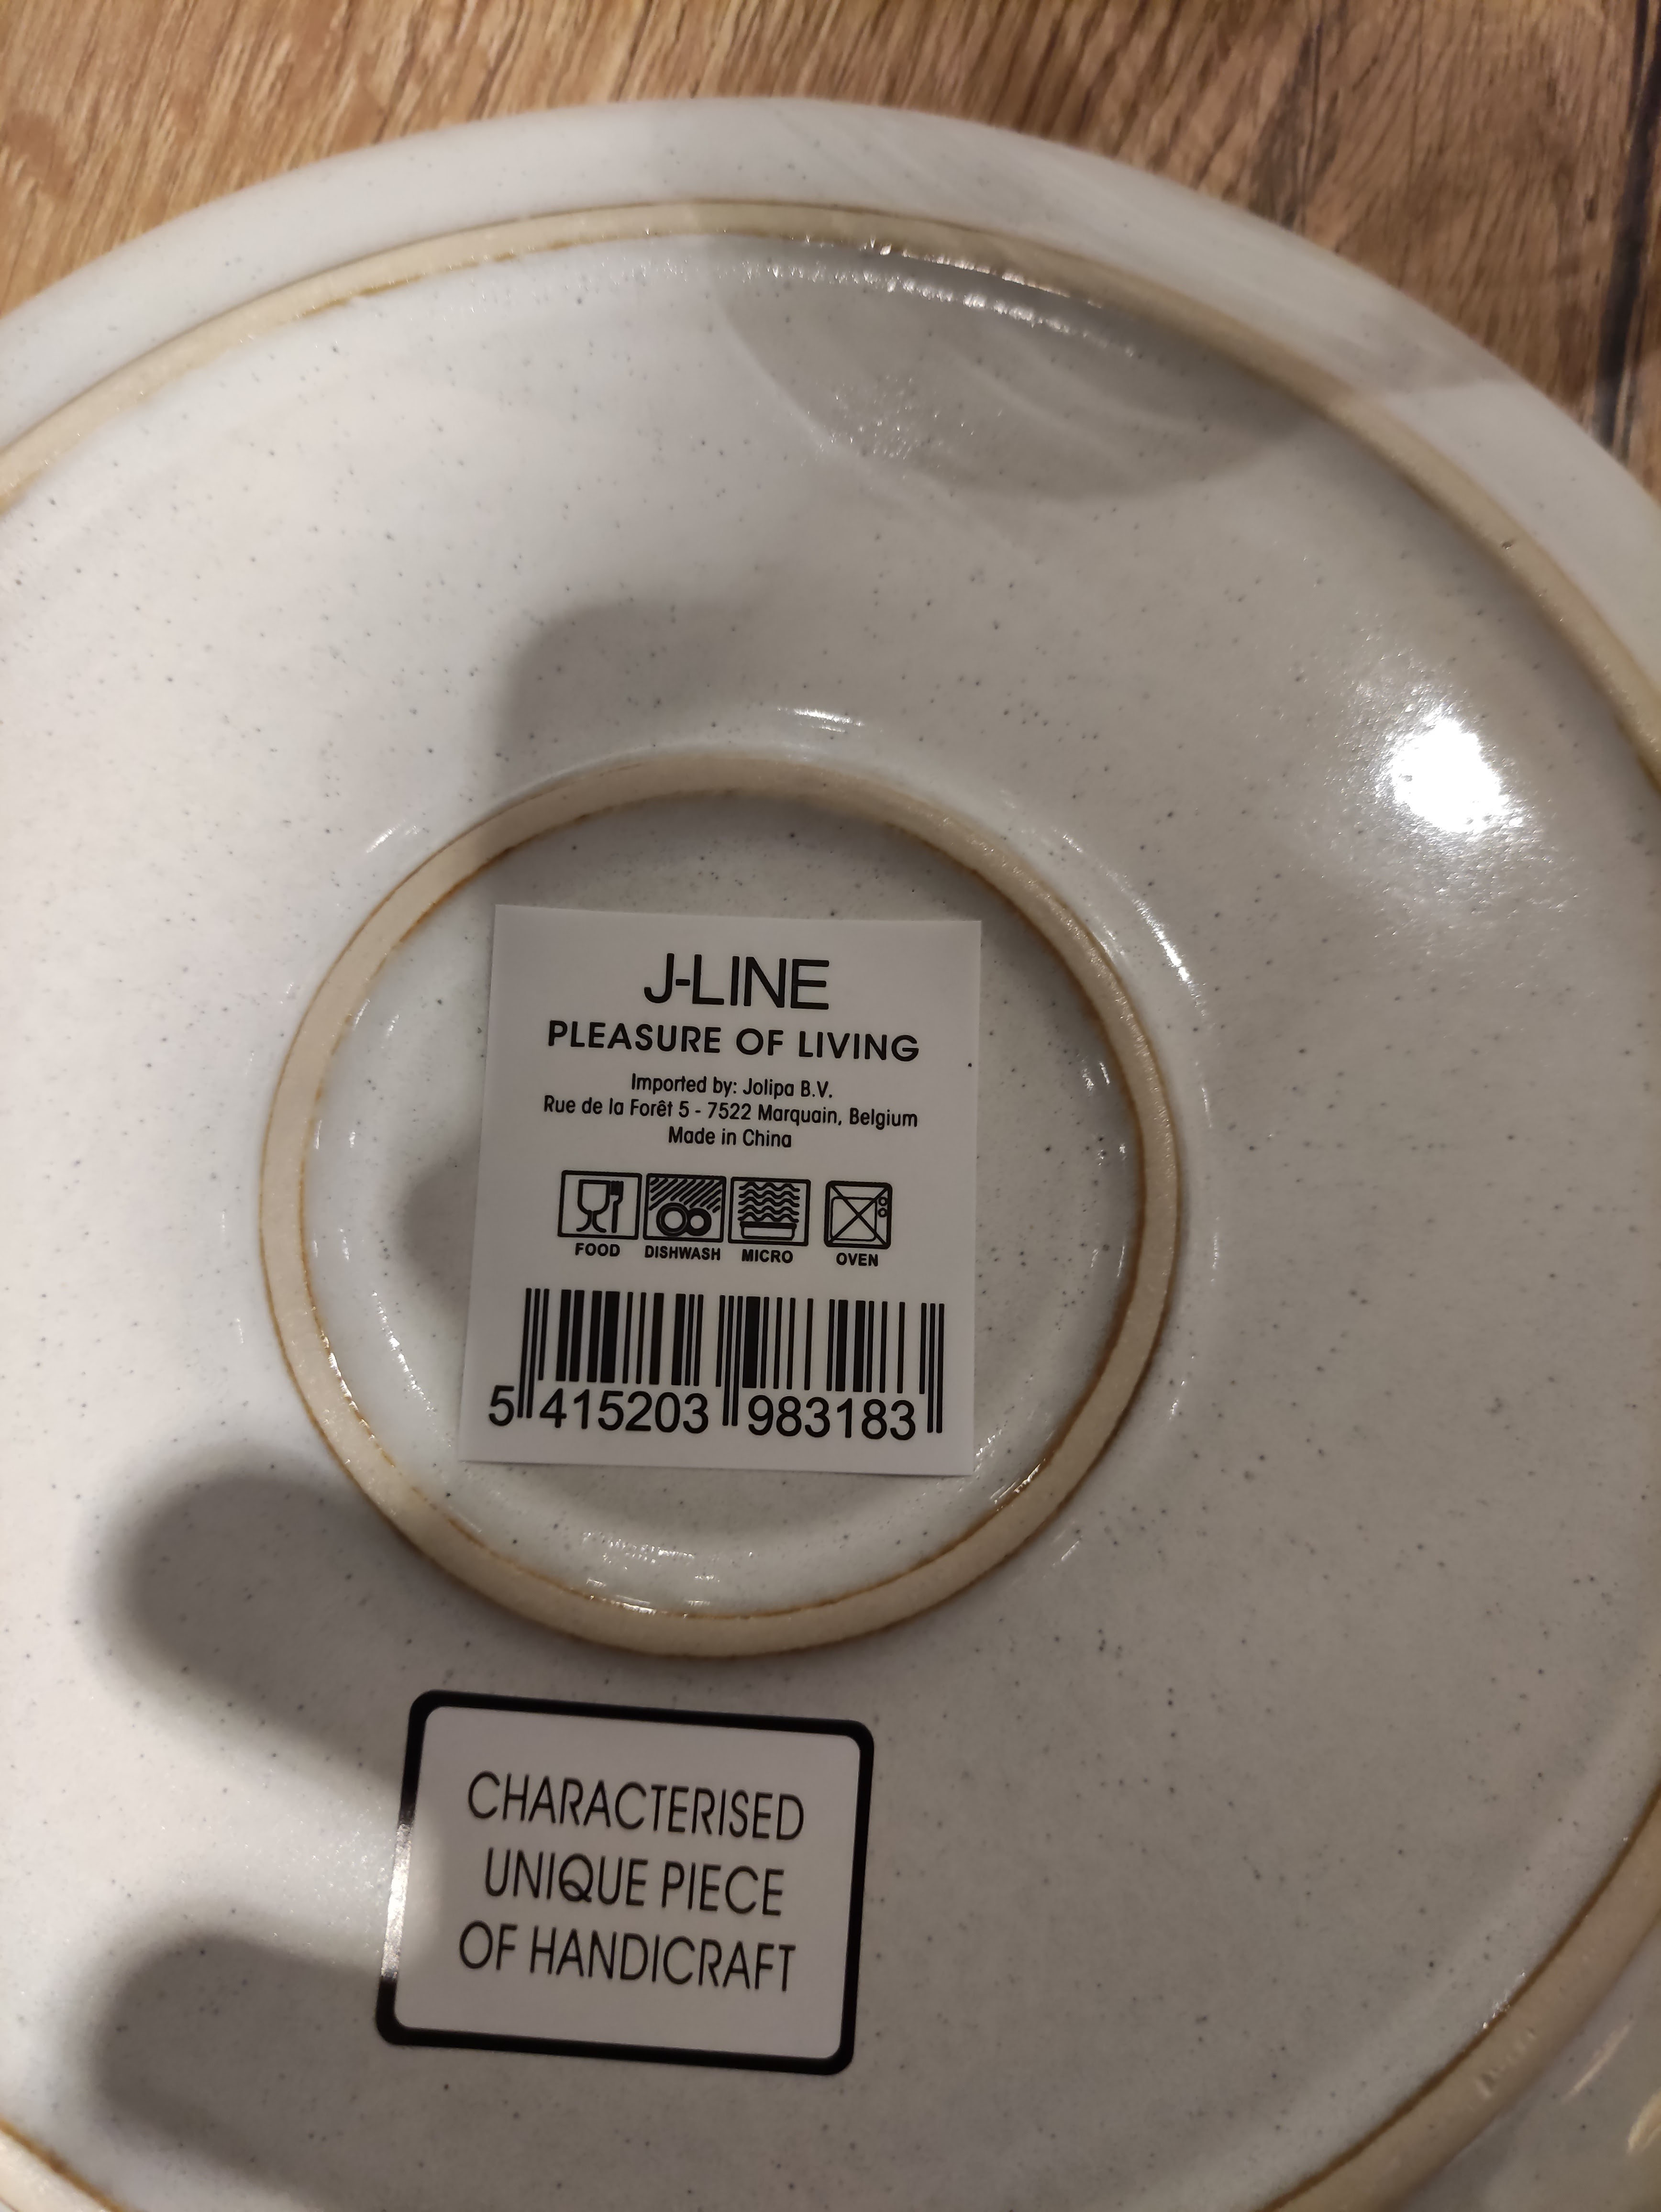 J-LINE
PLEASURE OF LIVING
Imported by: Jolipa B.V.
Rue de la Forêt 5 - 7522 Marquain, Belgium
Made in China
FOOD DISHWASH MICRO OVEN
5 415203 983183
CHARACTERISED
UNIQUE PIECE
OF HANDICRAFT